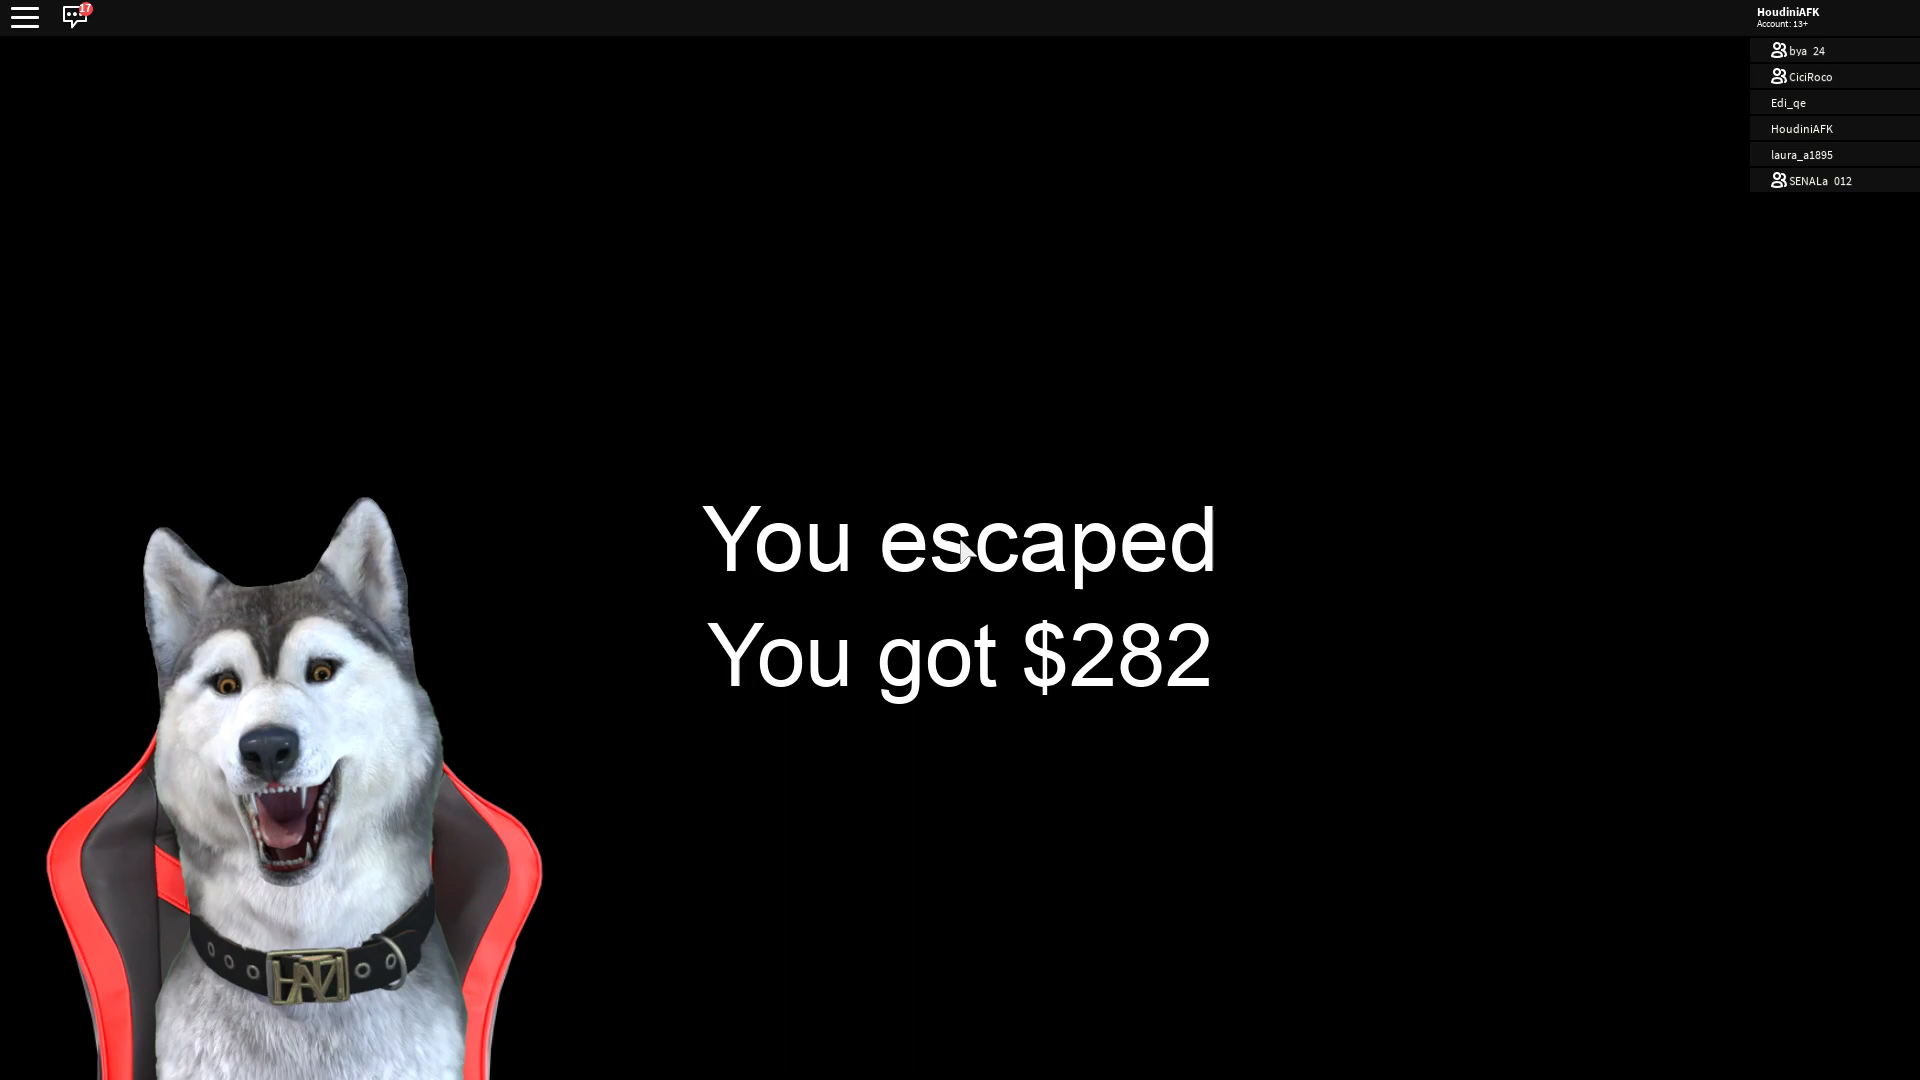 17
HoudiniAFK
Account: 13+
bya_24
CiciRoco
Edi_qe
HoudiniAFK
laura_a1895
SENALa_012
You escaped
You got $282